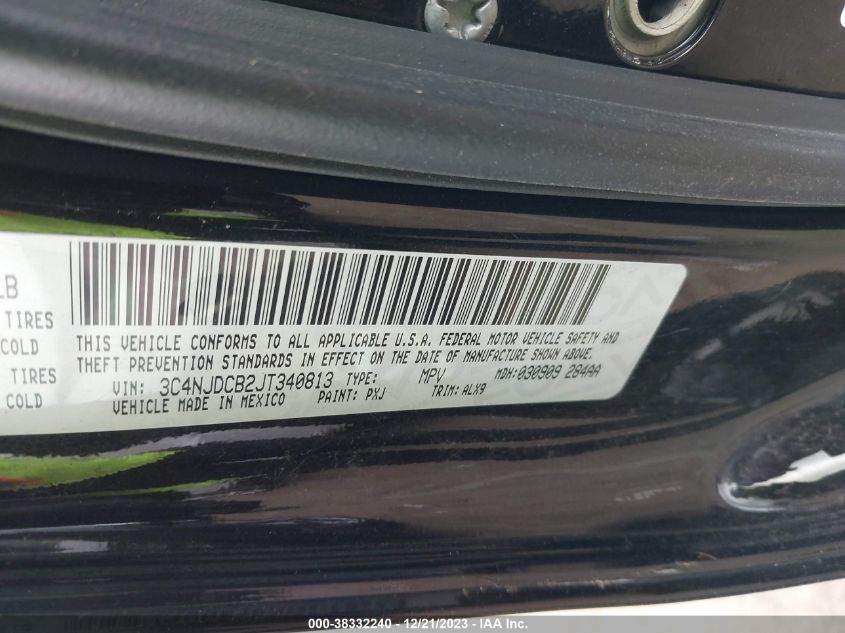 LB
TIRES
COLD
TIRES
COLD
THIS VEHICLE CONFORMS TO ALL APPLICABLE U.S.A. FEDERAL MOTOR VEHICLE SAFETY AND
THEFT PREVENTION STANDARDS IN EFFECT ON THE DATE OF MANUFACTURE SHOWN ABOVE.
VIN: 3C4NJDCB2JT340813 TYPE: MPV MDH:030909 284AA
VEHICLE MADE IN MEXICO PAINT: PXJ TRIM: ALX9
000-38332240 - 12/21/2023 - IAA Inc.